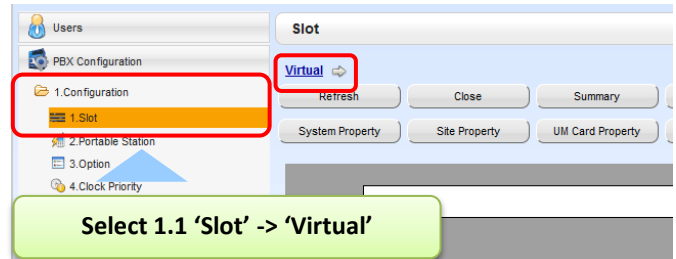 Users
PBX Configuration
1.Configuration
1.Slot
2.Portable Station
3.Option
4.Clock Priority
Slot
Virtual
Refresh Close Summary
System Property Site Property UM Card Property
Select 1.1 ‘Slot’ -> ‘Virtual’